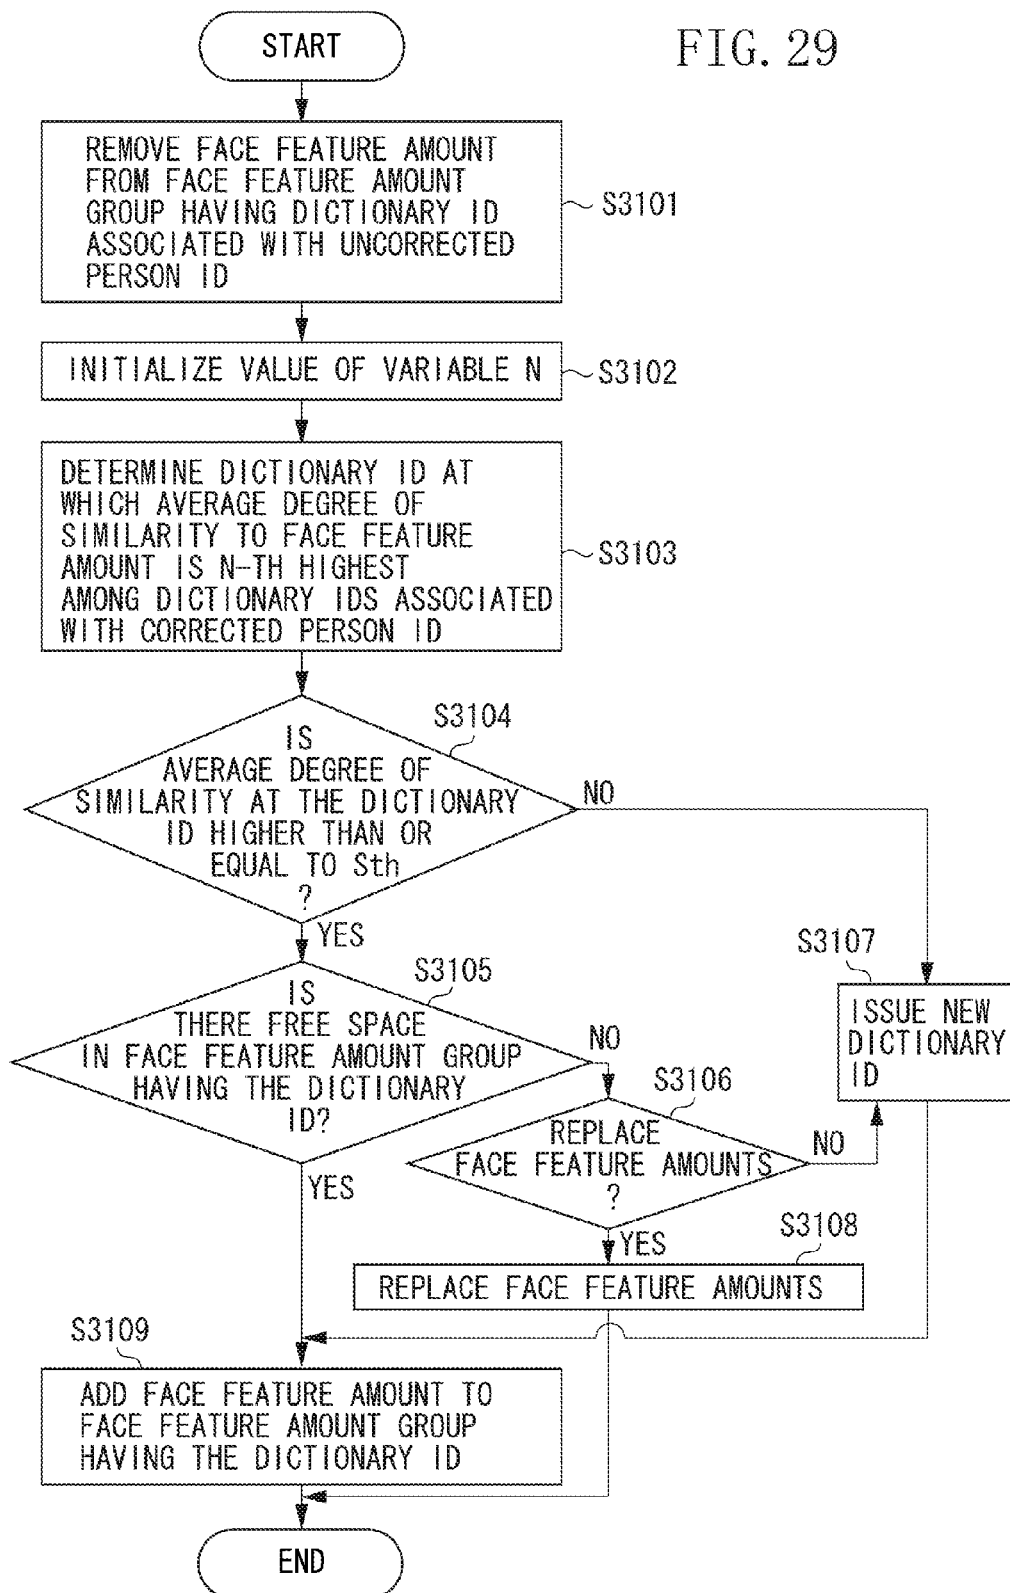 START
FIG. 29
REMOVE FACE FEATURE AMOUNT
FROM FACE FEATURE AMOUNT
GROUP HAVING DICTIONARY ID
ASSOCIATED WITH UNCORRECTED
PERSON ID
S3101
INITIALIZE VALUE OF VARIABLE N
S3102
DETERMINE DICTIONARY ID AT
WHICH AVERAGE DEGREE OF
SIMILARITY TO FACE FEATURE
AMOUNT IS N-TH HIGHEST
AMONG DICTIONARY IDS ASSOCIATED
WITH CORRECTED PERSON ID
S3103
S3104
IS
AVERAGE DEGREE OF
SIMILARITY AT THE DICTIONARY
ID HIGHER THAN OR
EQUAL TO Sth
?
NO
YES
S3105
IS
THERE FREE SPACE
IN FACE FEATURE AMOUNT GROUP
HAVING THE DICTIONARY
ID?
NO
YES
S3106
REPLACE
FACE FEATURE AMOUNTS
?
NO
YES
S3107
ISSUE NEW
DICTIONARY
ID
S3108
REPLACE FACE FEATURE AMOUNTS
S3109
ADD FACE FEATURE AMOUNT TO
FACE FEATURE AMOUNT GROUP
HAVING THE DICTIONARY ID
END